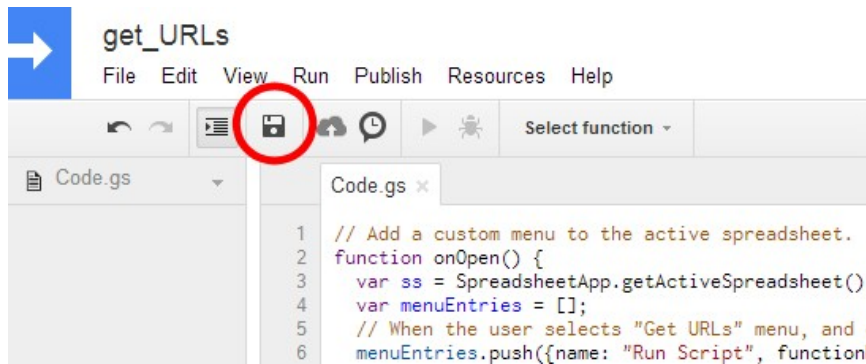 get_URLs
File Edit View Run Publish Resources Help
Select function
Code.gs
Code.gs
1 // Add a custom menu to the active spreadsheet.
2 function onOpen() {
3 var ss = SpreadsheetApp.getActiveSpreadsheet()
4 var menuEntries = [];
5 // When the user selects "Get URLs" menu, and
6 menuEntries.push({name: "Run Script", function